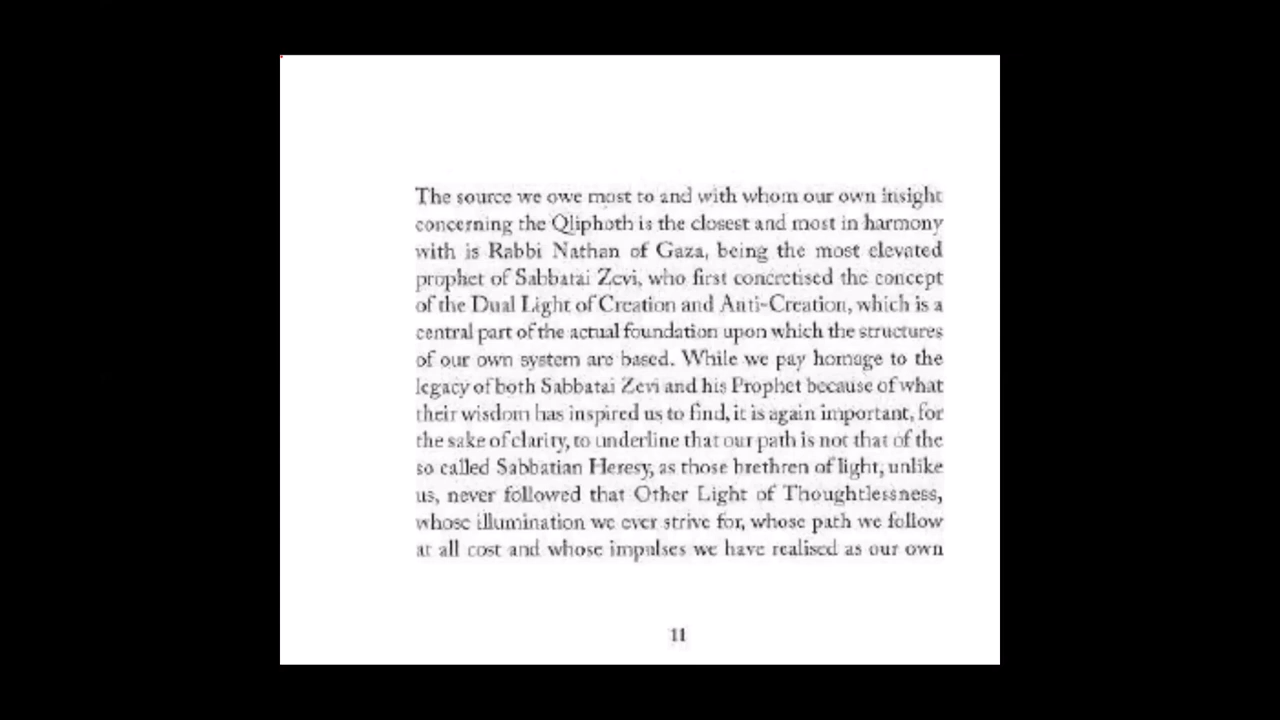 The source we owe most to and with whom our own insight
concerning the Qliphoth is the closest and most in harmony
with is Rabbi Nathan of Gaza, being the most elevated
prophet of Sabbatai Zevi, who first concretised the concept
of the Dual Light of Creation and Anti-Creation, which is a
central part of the actual foundation upon which the structures
of our own system are based. While we pay homage to the
legacy of both Sabbatai Zevi and his Prophet because of what
their wisdom has inspired us to find, it is again important, for
the sake of clarity, to underline that our path is not that of the
so called Sabbatian Heresy, as those brethren of light, unlike
us, never followed that Other Light of Thoughtlessness,
whose illumination we ever strive for, whose path we follow
at all cost and whose impulses we have realised as our own
11